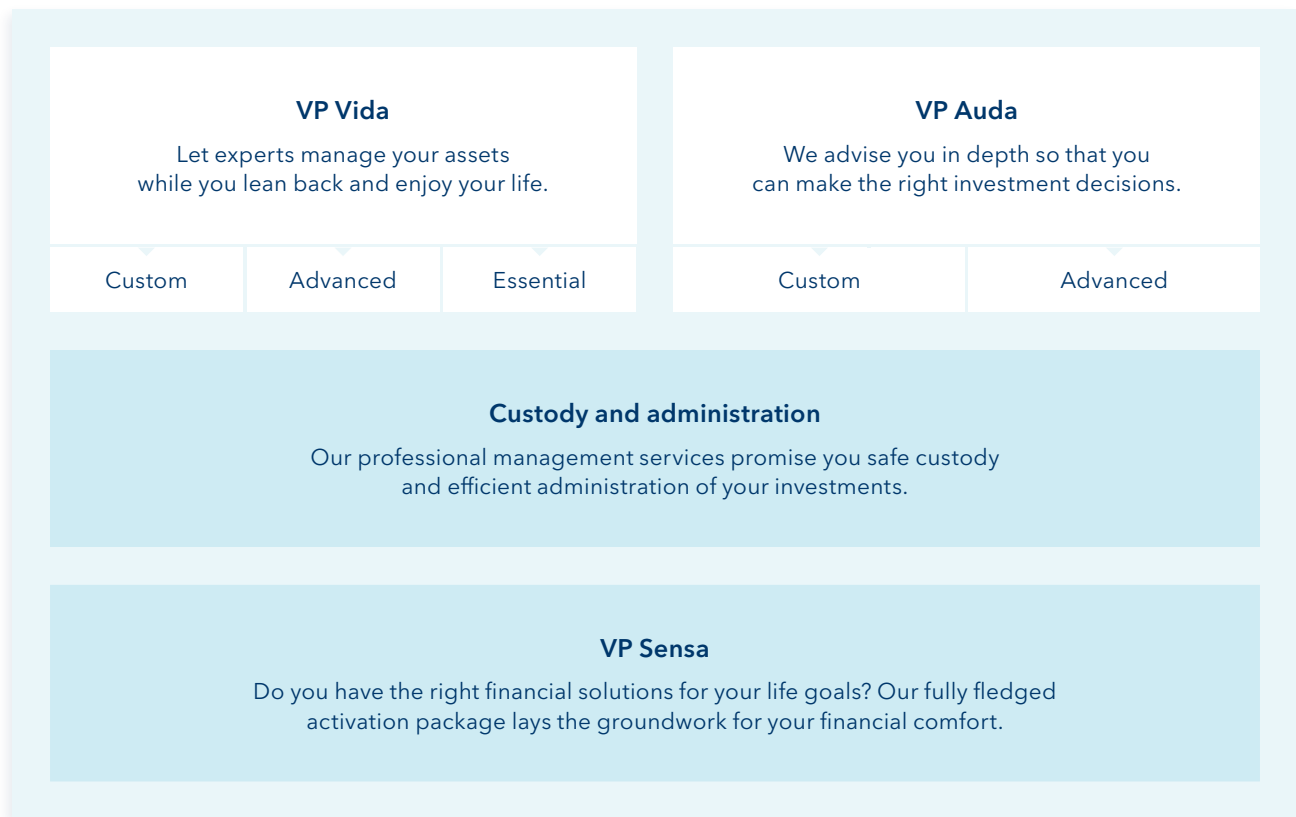 VP Vida
Let experts manage your assets
while you lean back and enjoy your life.
Custom
Advanced
Essential
VP Auda
We advise you in depth so that you
can make the right investment decisions.
Custom
Advanced
Custody and administration
Our professional management services promise you safe custody
and efficient administration of your investments.
VP Sensa
Do you have the right financial solutions for your life goals? Our fully fledged
activation package lays the groundwork for your financial comfort.